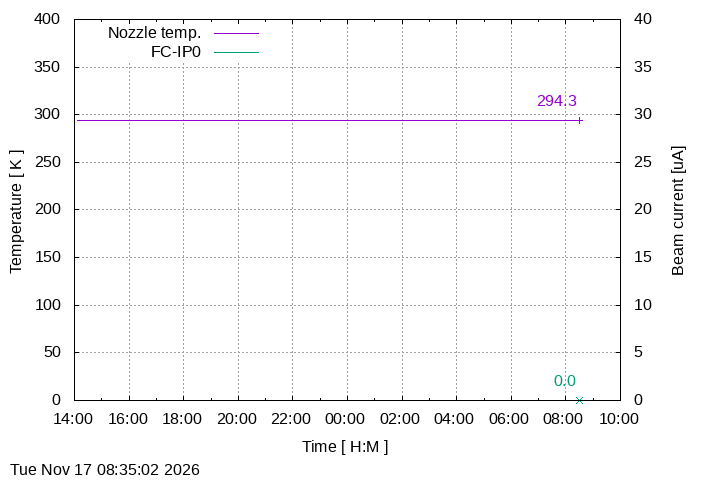 400
350
300
250
200
150
100
50
0
40
35
30
25
20
15
10
5
0
Nozzle temp.
FC-IP0
294.3
0.0
Temperature [ K ]
Beam current [uA]
14:00 16:00 18:00 20:00 22:00 00:00 02:00 04:00 06:00 08:00 10:00
Time [ H:M ]
Tue Nov 17 08:35:02 2026